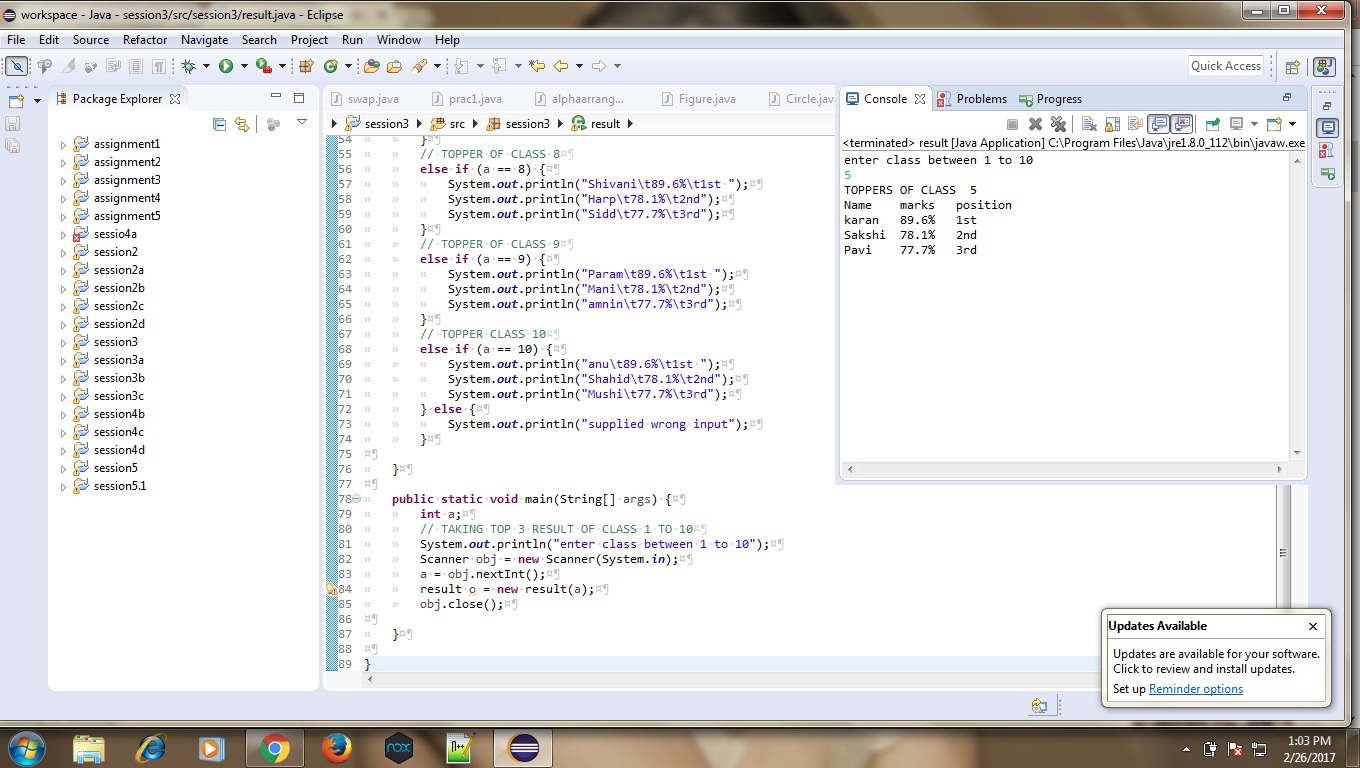 workspace - Java - session3/src/session3/result.java - Eclipse
File Edit Source Refactor Navigate Search Project Run Window Help
Quick Access
Package Explorer
assignment1
assignment2
assignment3
assignment4
assignment5
sessio4a
session2
session2a
session2b
session2c
session2d
session3
session3a
session3b
session3c
session4b
session4c
session4d
session5
session5.1
swap.java prac1.java alphaarrang... Figure.java Circle.jav
session3 src session3 result
54 }
55 // TOPPER OF CLASS 8
56 else if (a == 8) {
57 System.out.println("Shivani\t89.6%\t1st ");
58 System.out.println("Harp\t78.1%\t2nd");
59 System.out.println("Sidd\t77.7%\t3rd");
60 }
61 // TOPPER OF CLASS 9
62 else if (a == 9) {
63 System.out.println("Param\t89.6%\t1st ");
64 System.out.println("Mani\t78.1%\t2nd");
65 System.out.println("amnin\t77.7%\t3rd");
66 }
67 // TOPPER CLASS 10
68 else if (a == 10) {
69 System.out.println("anu\t89.6%\t1st ");
70 System.out.println("Shahid\t78.1%\t2nd");
71 System.out.println("Mushi\t77.7%\t3rd");
72 } else {
73 System.out.println("supplied wrong input");
74 }
75
76 }
77
78 public static void main(String[] args) {
79 int a;
80 // TAKING TOP 3 RESULT OF CLASS 1 TO 10
81 System.out.println("enter class between 1 to 10");
82 Scanner obj = new Scanner(System.in);
83 a = obj.nextInt();
84 result o = new result(a);
85 obj.close();
86
87 }
88
89 }
Console Problems Progress
<terminated> result [Java Application] C:\Program Files\Java\jre1.8.0_112\bin\javaw.exe
enter class between 1 to 10
5
TOPPERS OF CLASS 5
Name marks position
karan 89.6% 1st
Sakshi 78.1% 2nd
Pavi 77.7% 3rd
Updates Available
Updates are available for your software.
Click to review and install updates.
Set up Reminder options
nox
1:03 PM
2/26/2017